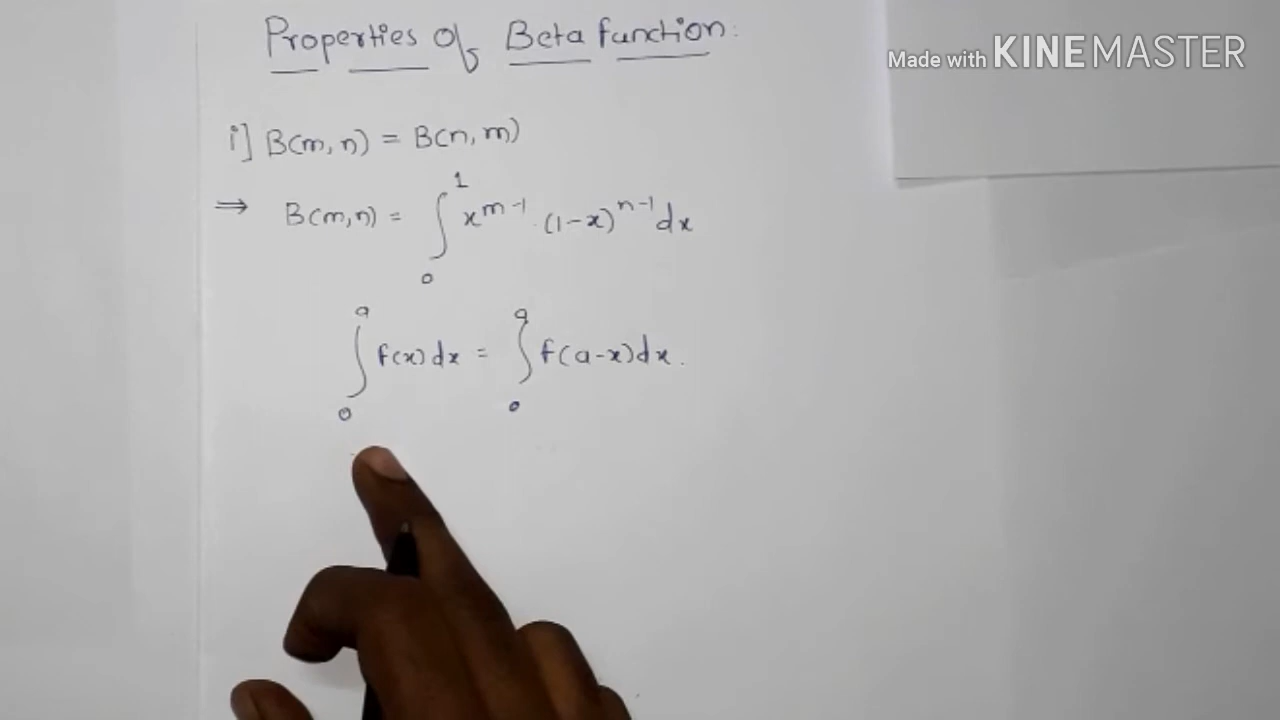 Properties of Beta function:
Made with KINEMASTER
i] B(m,n) = B(n,m)
⇒ B(m,n) = ∫₀¹ x^(m-1) · (1-x)^(n-1) dx
∫₀ᵃ f(x) dx = ∫₀ᵃ f(a-x) dx.